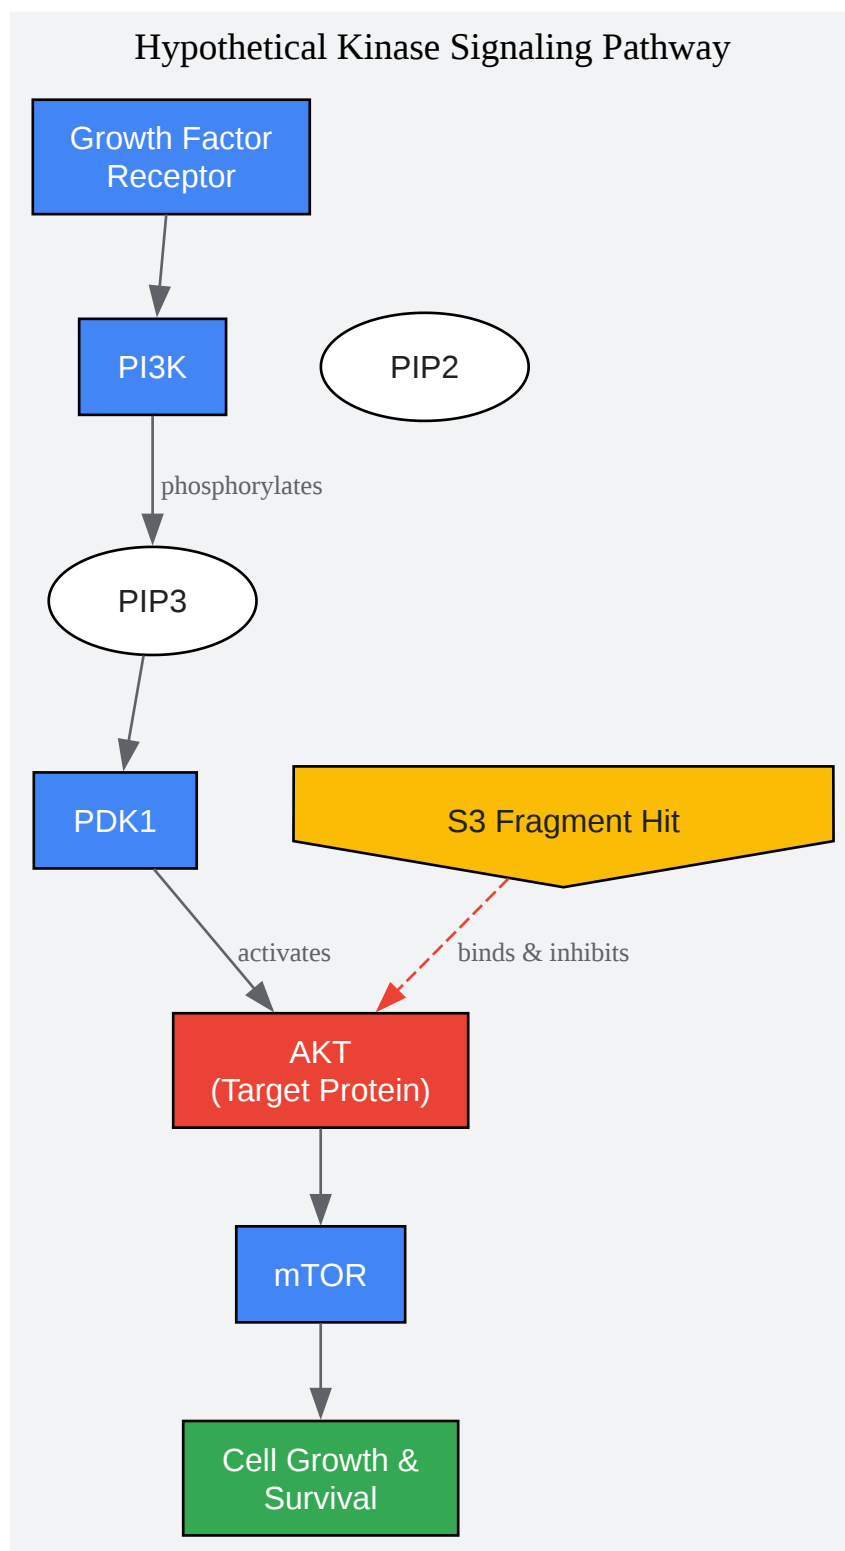 Hypothetical Kinase Signaling Pathway
Growth Factor
Receptor
PI3K
PIP2
phosphorylates
PIP3
PDK1
S3 Fragment Hit
activates
binds & inhibits
AKT
(Target Protein)
mTOR
Cell Growth &
Survival